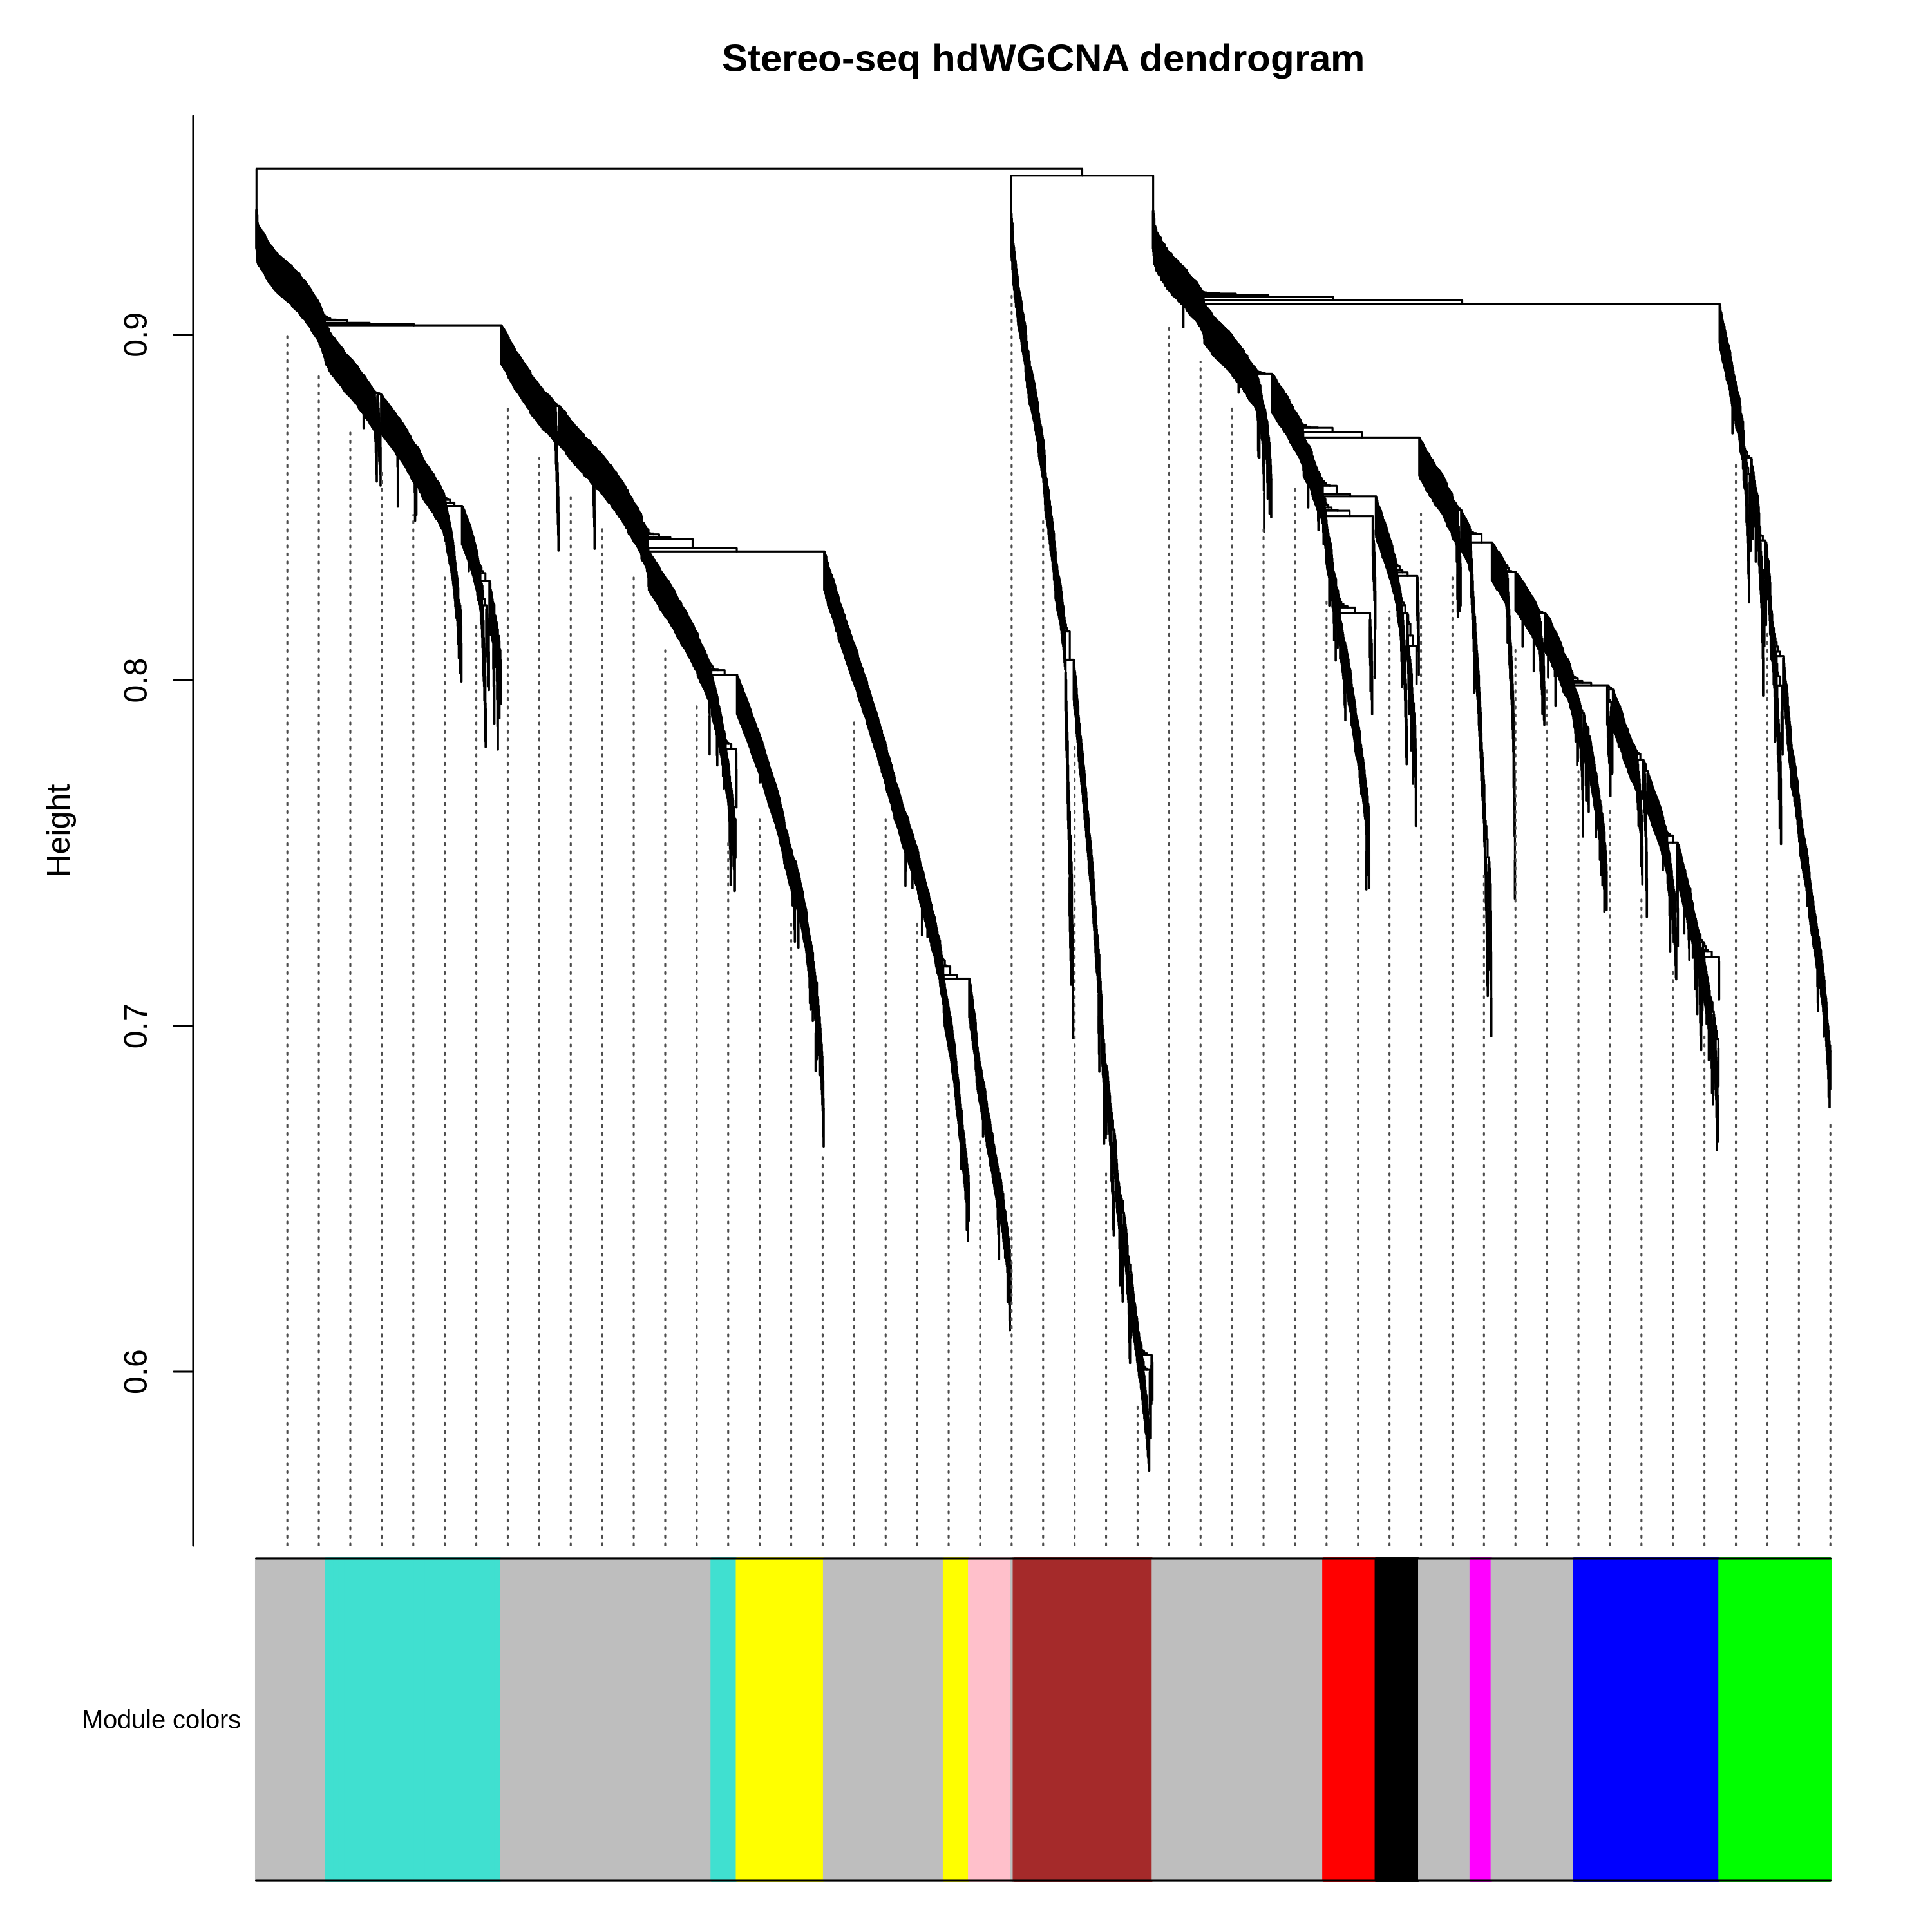 Stereo-seq hdWGCNA dendrogram
0.9
0.8
Height
0.7
0.6
Module colors